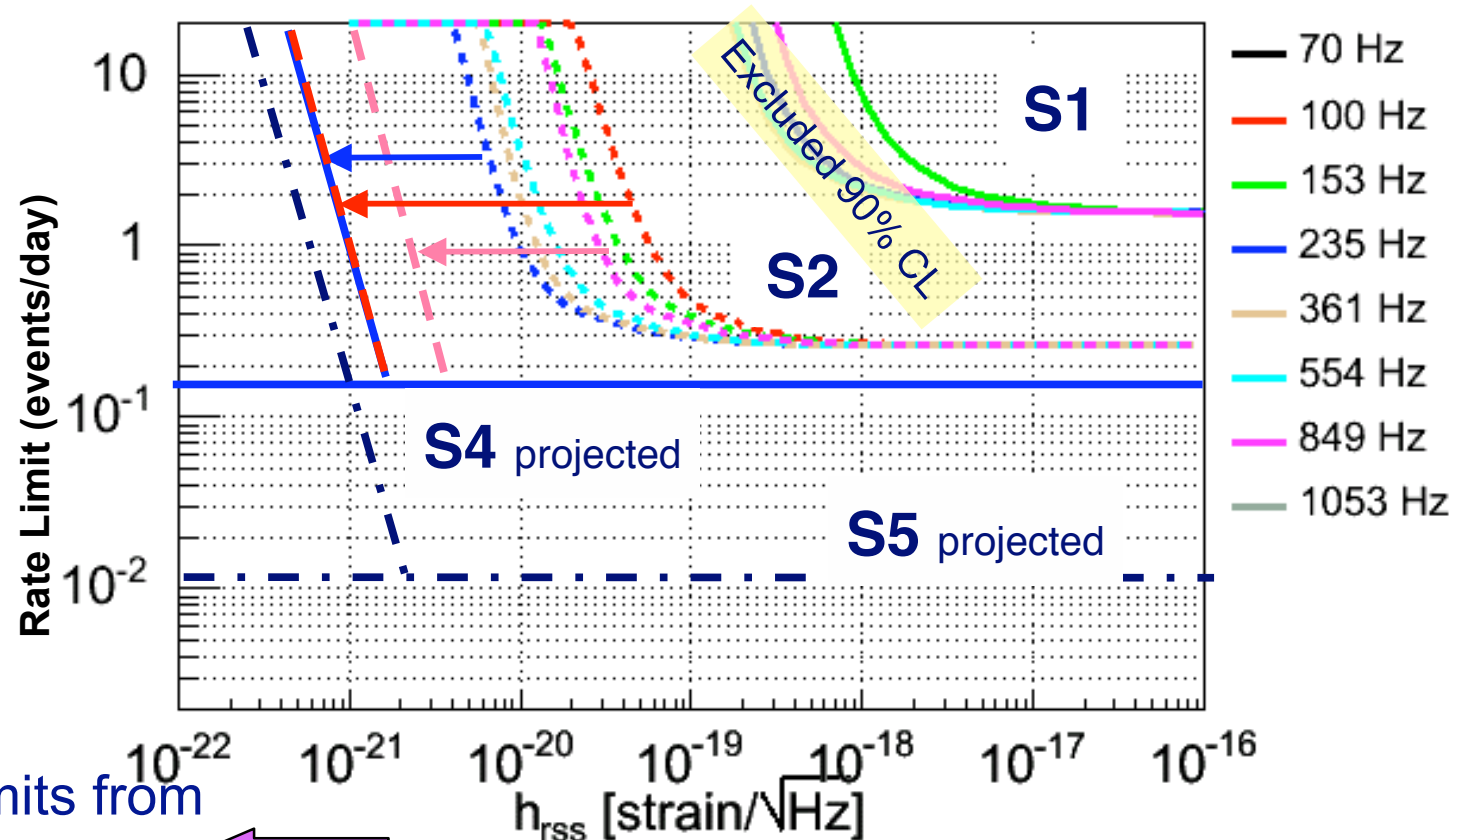 Rate Limit (events/day)
10
1
10-1
10-2
Excluded 90% CL
S1
S2
S4 projected
S5 projected
70 Hz
100 Hz
153 Hz
235 Hz
361 Hz
554 Hz
849 Hz
1053 Hz
10-22 10-21 10-20 10-19 10-18 10-17 10-16
hrss [strain/√Hz]
from